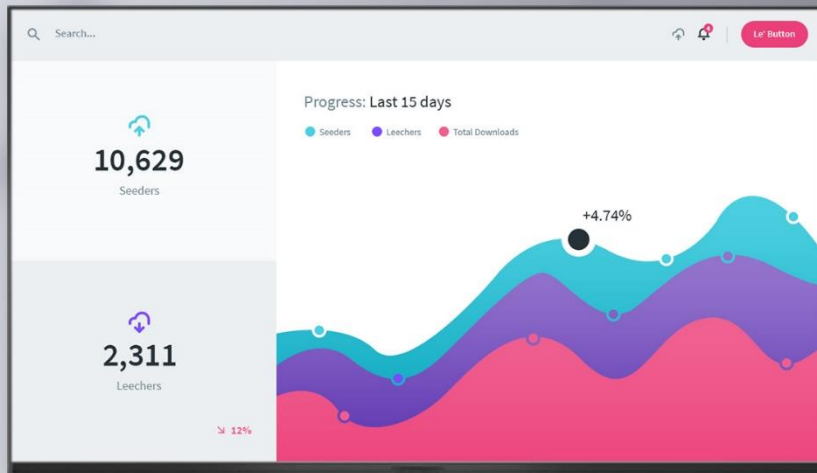 Search...
4
Le' Button
10,629
Seeders
2,311
Leechers
12%
Progress: Last 15 days
Seeders Leechers Total Downloads
+4.74%